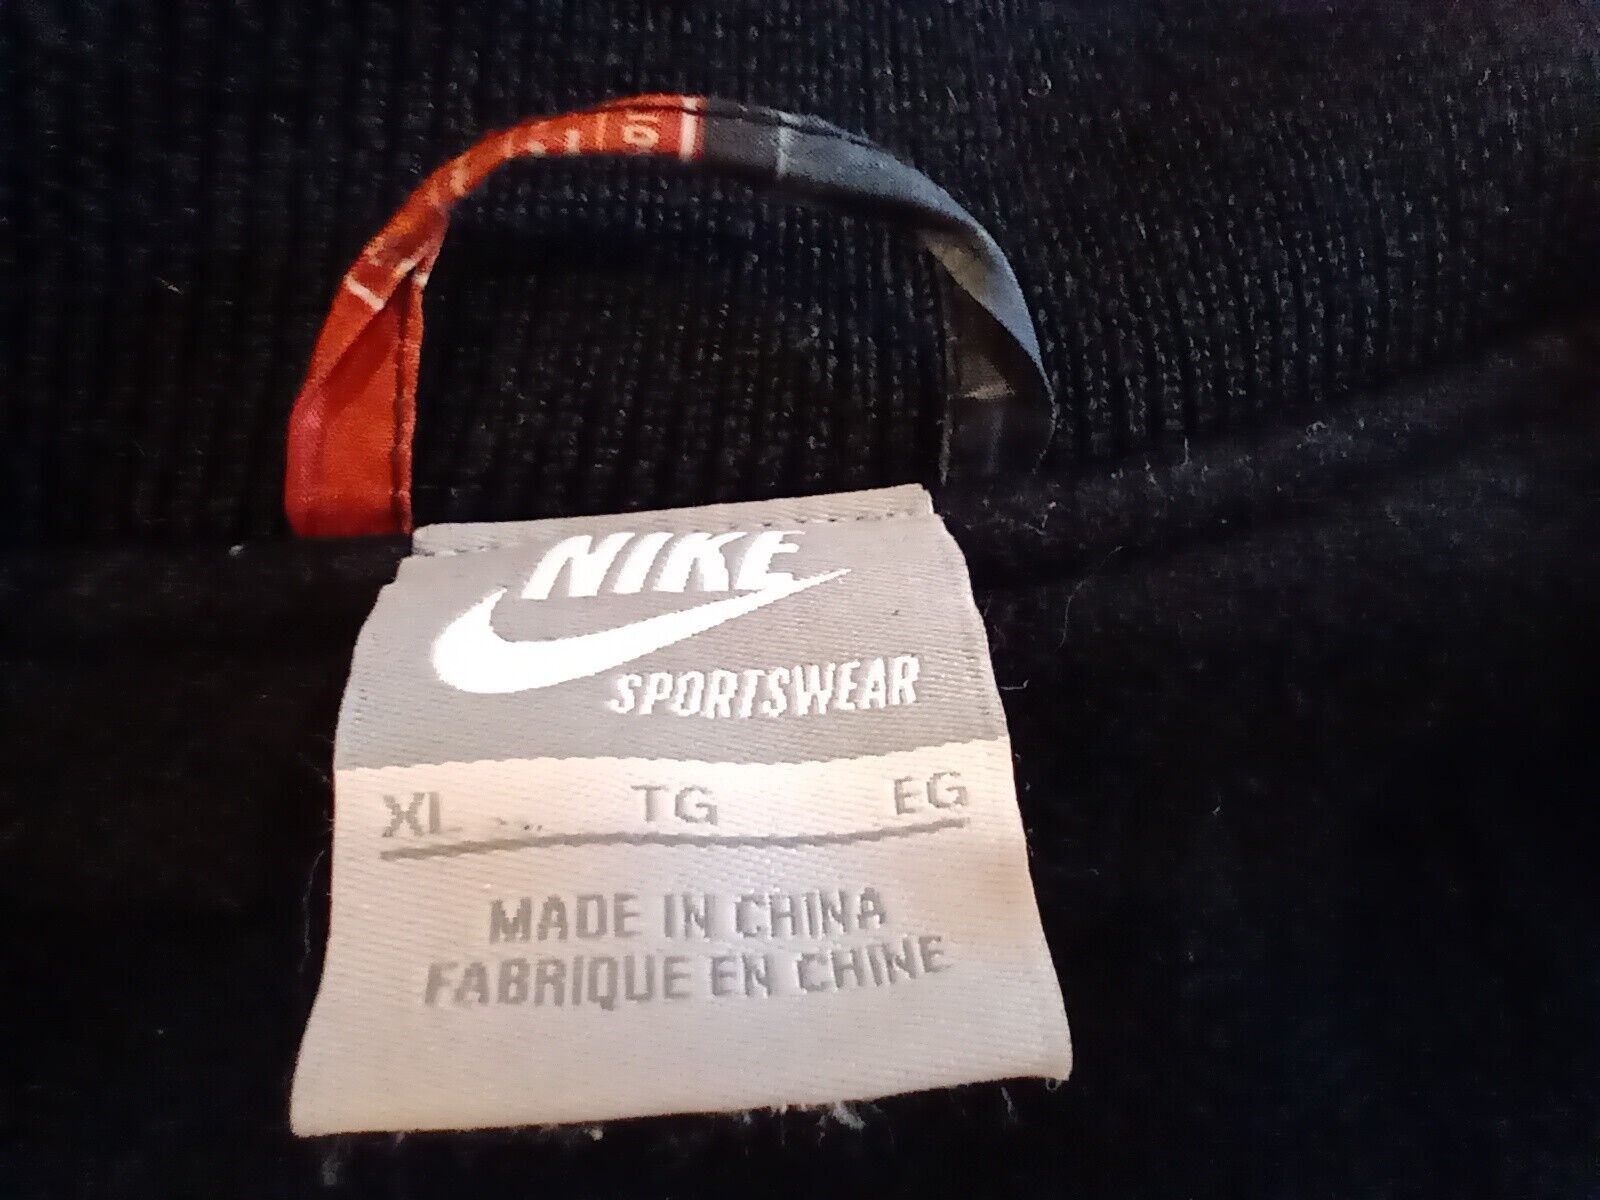 NIKE
SPORTSWEAR
XL TG EG
MADE IN CHINA
FABRIQUE EN CHINE